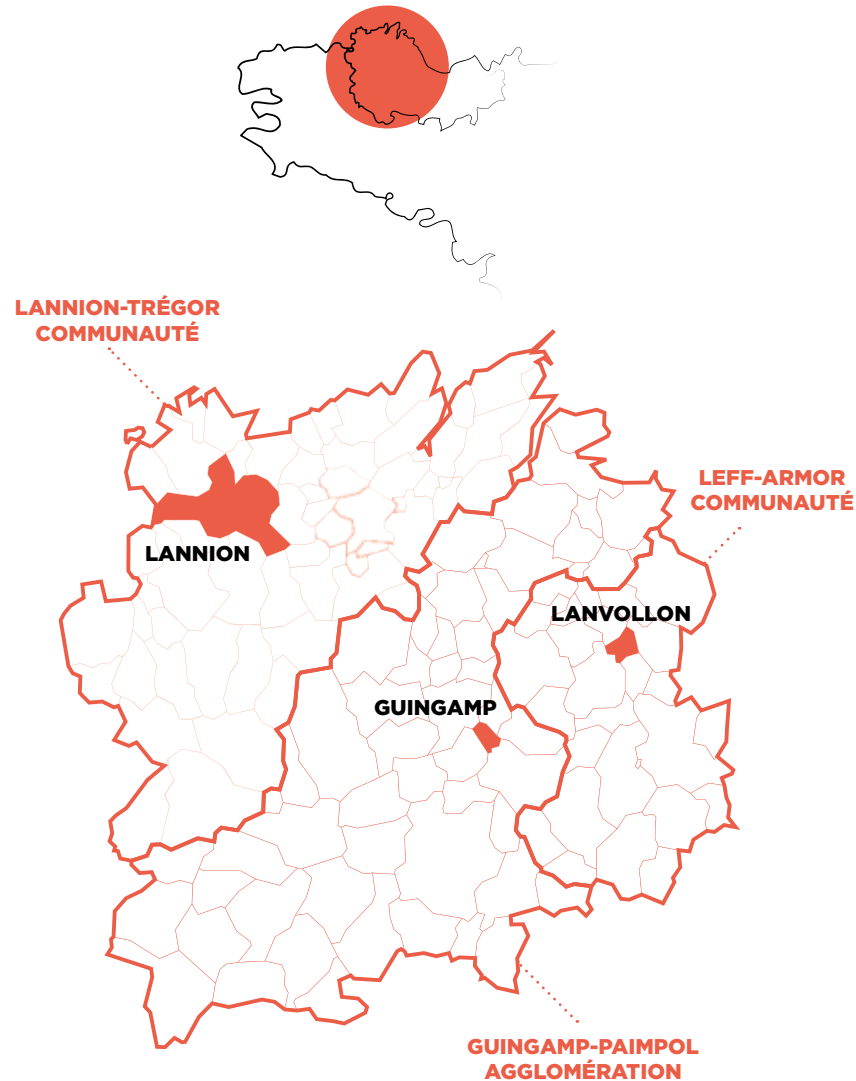 LANNION-TRÉGOR
COMMUNAUTÉ
LEFF-ARMOR
COMMUNAUTÉ
LANNION
LANVOLLON
GUINGAMP
GUINGAMP-PAIMPOL
AGGLOMÉRATION